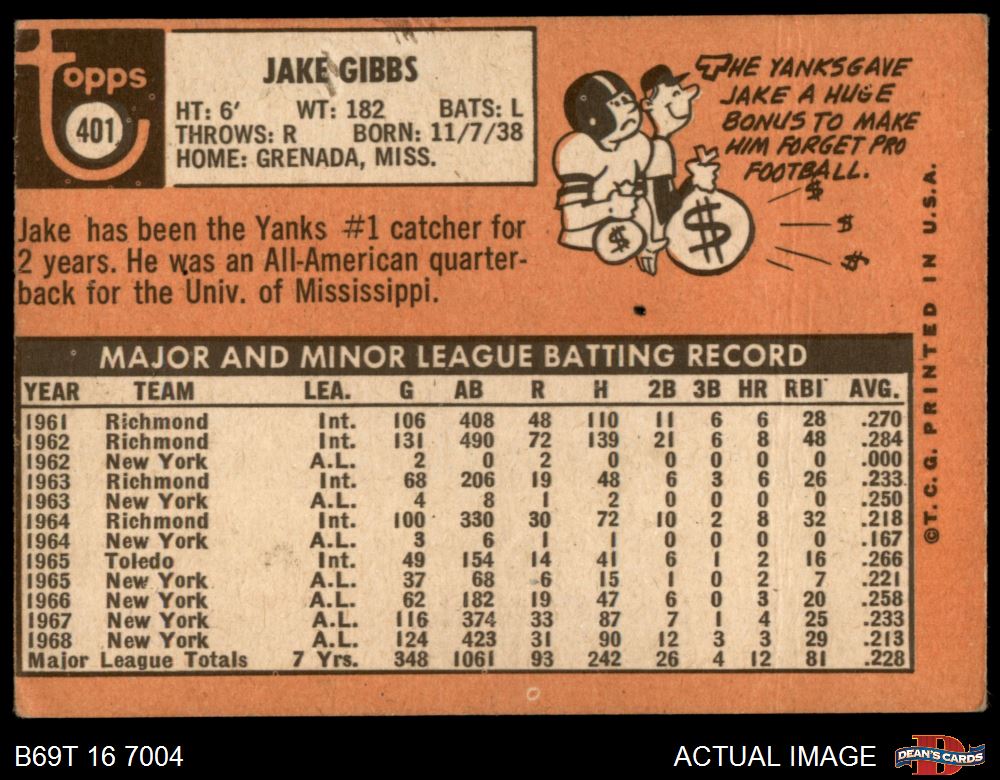 topps
401
JAKE GIBBS
HT: 6' WT: 182 BATS: L
THROWS: R BORN: 11/7/38
HOME: GRENADA, MISS.
THE YANKS GAVE
JAKE A HUGE
BONUS TO MAKE
HIM FORGET PRO
FOOTBALL.
$
$
$
$
$
Jake has been the Yanks #1 catcher for
2 years. He was an All-American quarter-
back for the Univ. of Mississippi.
MAJOR AND MINOR LEAGUE BATTING RECORD
YEAR TEAM LEA. G AB R H 2B 3B HR RBI AVG.
1961 Richmond Int. 106 408 48 110 11 6 6 28 .270
1962 Richmond Int. 131 490 72 139 21 6 8 48 .284
1962 New York A.L. 2 0 2 0 0 0 0 0 .000
1963 Richmond Int. 68 206 19 48 6 3 6 26 .233
1963 New York A.L. 4 8 1 2 0 0 0 0 .250
1964 Richmond Int. 100 330 30 72 10 2 8 32 .218
1964 New York A.L. 3 6 1 1 0 0 0 0 .167
1965 Toledo Int. 49 154 14 41 6 1 2 16 .266
1965 New York A.L. 37 68 6 15 1 0 2 7 .221
1966 New York A.L. 62 182 19 47 6 0 3 20 .258
1967 New York A.L. 116 374 33 87 7 1 4 25 .233
1968 New York A.L. 124 423 31 90 12 3 3 29 .213
Major League Totals 7 Yrs. 348 1061 93 242 26 4 12 81 .228
©T.C.G. PRINTED IN U.S.A.
B69T 16 7004
ACTUAL IMAGE
D
DEAN'S CARDS